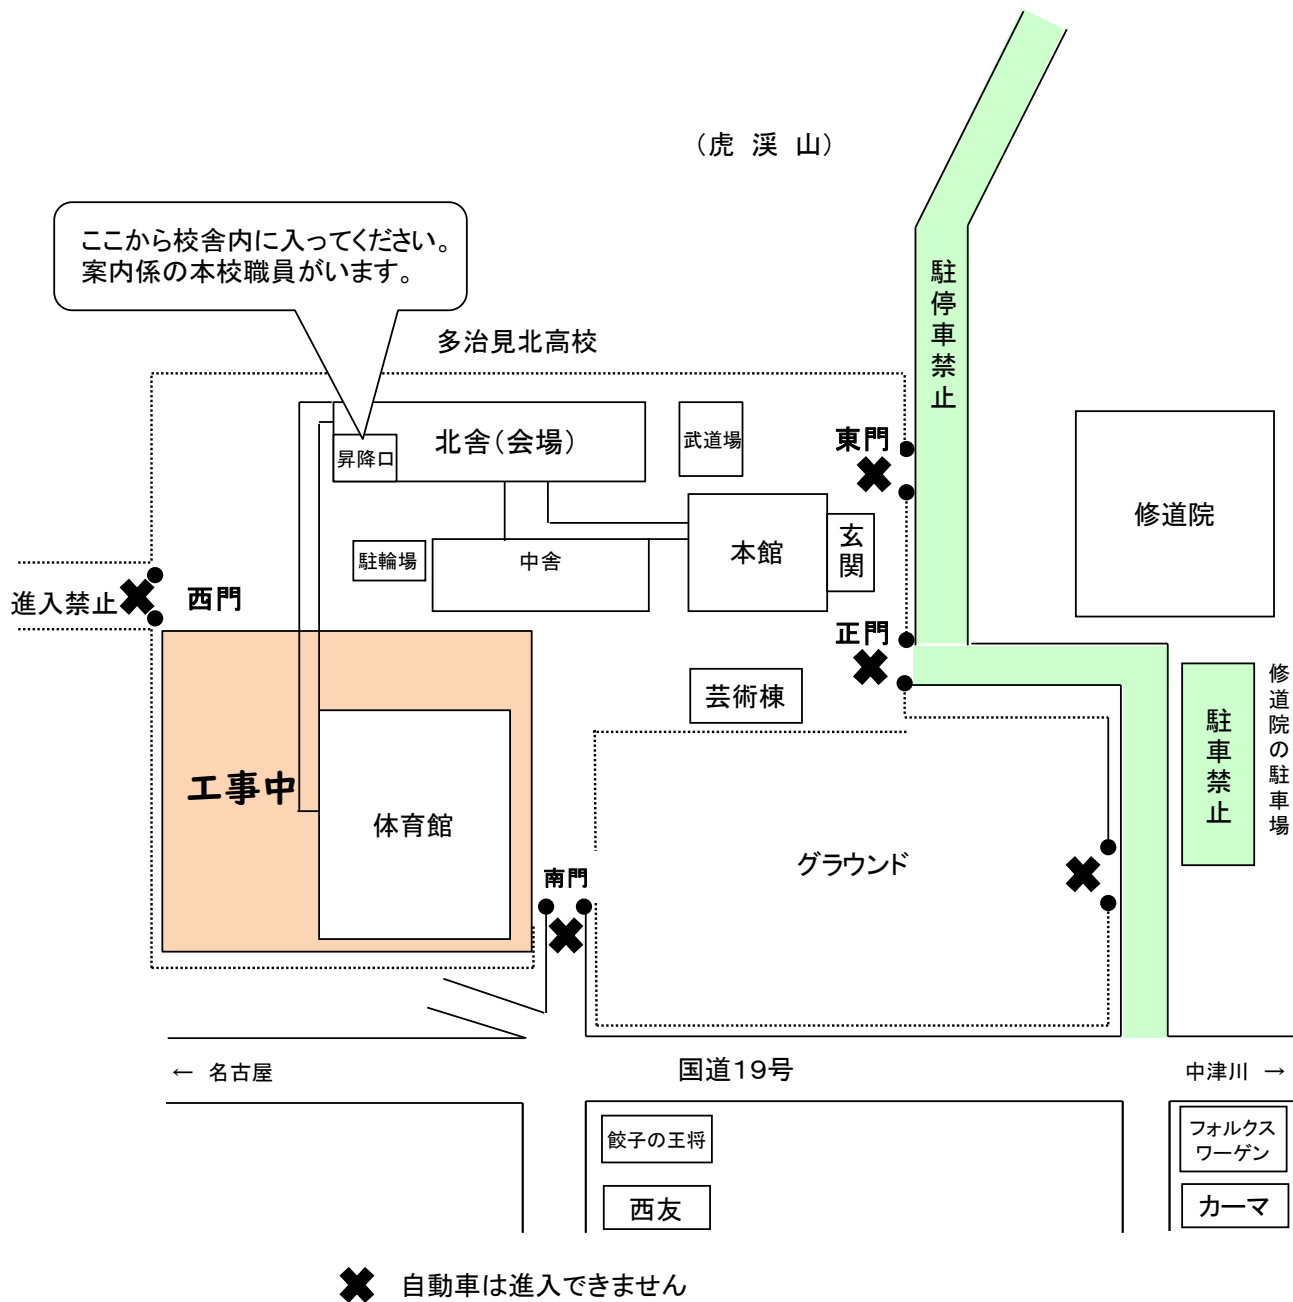 （虎 渓 山）
ここから校舎内に入ってください。
案内係の本校職員がいます。
多治見北高校
駐停車禁止
北舎（会場）
昇降口
武道場
東門
修道院
本館
玄関
中舎
駐輪場
西門
進入禁止
正門
芸術棟
駐車禁止
修道院の駐車場
工事中
体育館
グラウンド
南門
← 名古屋
国道１９号
中津川 →
餃子の王将
西友
フォルクス
ワーゲン
カーマ
自動車は進入できません